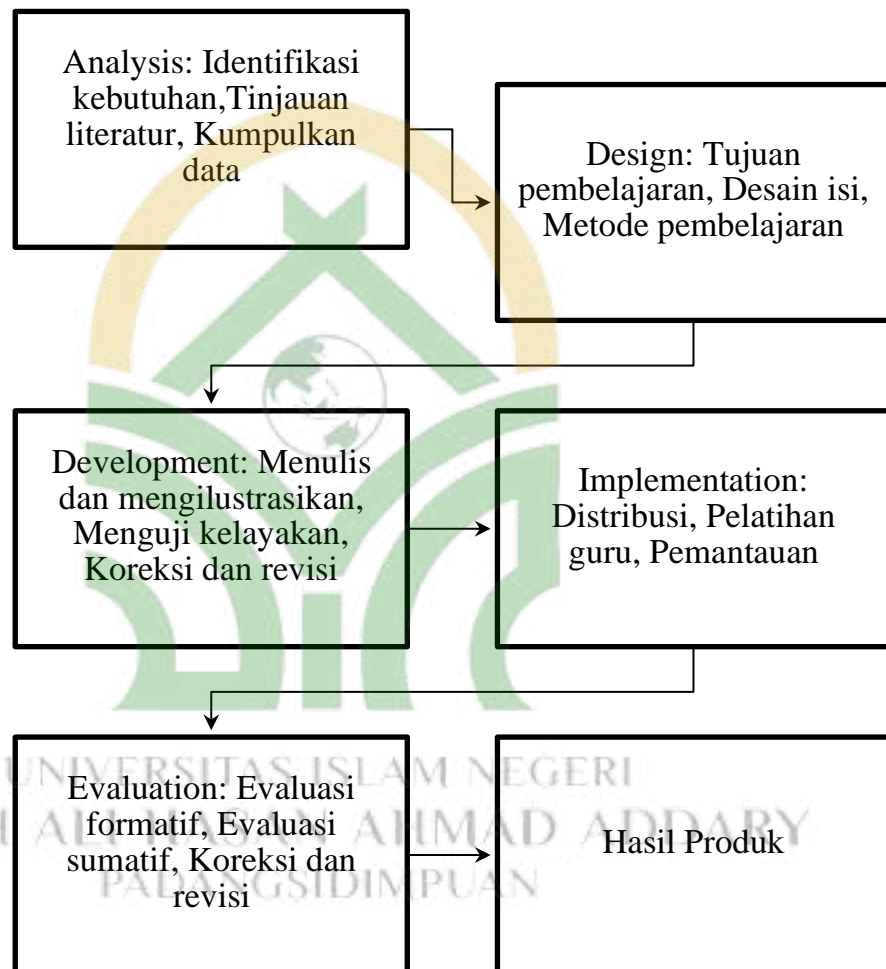 Analysis: Identifikasi
kebutuhan,Tinjauan
literatur, Kumpulkan
data
Design: Tujuan
pembelajaran, Desain isi,
Metode pembelajaran
Development: Menulis
dan mengilustrasikan,
Menguji kelayakan,
Koreksi dan revisi
Implementation:
Distribusi, Pelatihan
guru, Pemantauan
Evaluation: Evaluasi
formatif, Evaluasi
sumatif, Koreksi dan
revisi
Hasil Produk
UNIVERSITAS ISLAM NEGERI
ALI HASAN AHMAD ADDARY
PADANGSIDIMPUAN